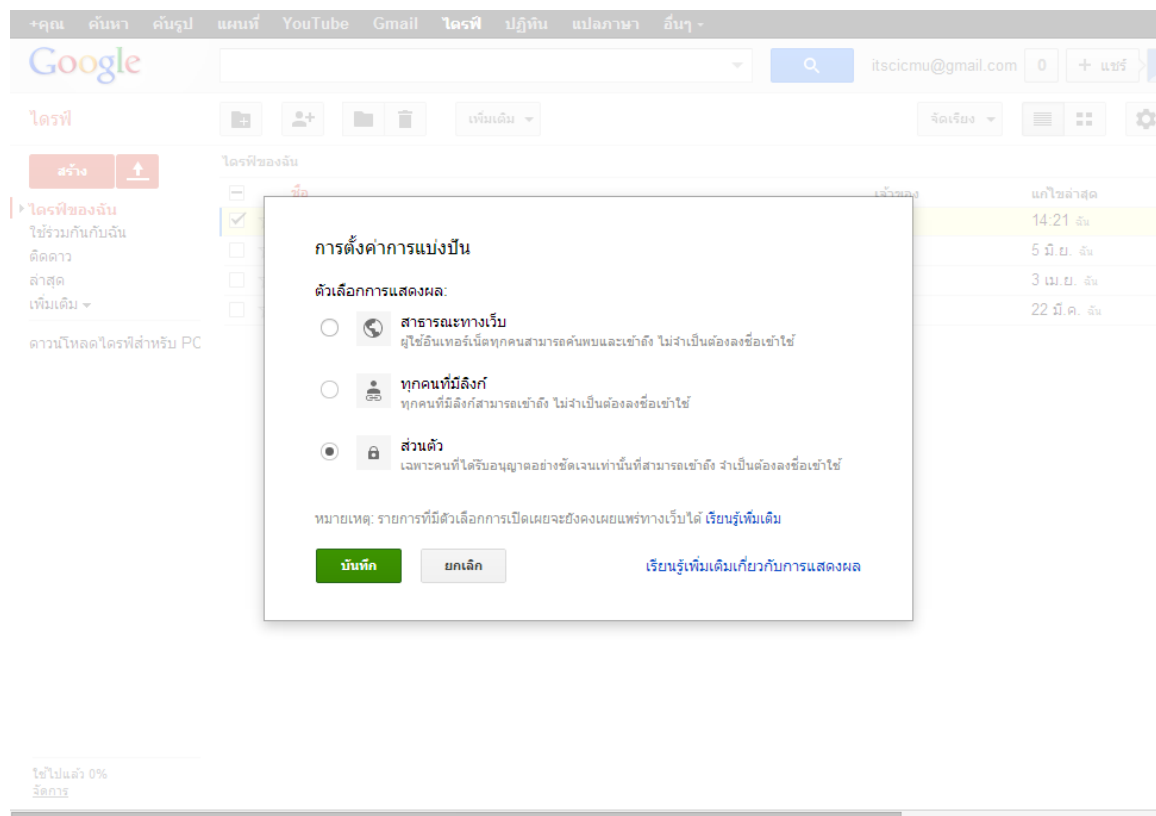 +คุณ ค้นหา ค้นรูป แผนที่ YouTube Gmail ไดรฟ์ ปฏิทิน แปลภาษา อื่นๆ
Google itscicmu@gmail.com 0 + แชร์
ไดรฟ์ เพิ่มเติม จัดเรียง
สร้าง
ไดรฟ์ของฉัน
ชื่อ เจ้าของ แก้ไขล่าสุด
ไดรฟ์ของฉัน
ใช้ร่วมกันกับฉัน
ติดดาว
ล่าสุด
เพิ่มเติม
ดาวน์โหลดไดรฟ์สำหรับ PC
14:21 ฉัน
5 มิ.ย. ฉัน
3 เม.ย. ฉัน
22 มี.ค. ฉัน
การตั้งค่าการแบ่งปัน
ตัวเลือกการแสดงผล:
สาธารณะทางเว็บ
ผู้ใช้อินเทอร์เน็ตทุกคนสามารถค้นพบและเข้าถึง ไม่จำเป็นต้องลงชื่อเข้าใช้
ทุกคนที่มีลิงก์
ทุกคนที่มีลิงก์สามารถเข้าถึง ไม่จำเป็นต้องลงชื่อเข้าใช้
ส่วนตัว
เฉพาะคนที่ได้รับอนุญาตอย่างชัดเจนเท่านั้นที่สามารถเข้าถึง จำเป็นต้องลงชื่อเข้าใช้
หมายเหตุ: รายการที่มีตัวเลือกการเปิดเผยจะยังคงเผยแพร่ทางเว็บได้ เรียนรู้เพิ่มเติม
บันทึก ยกเลิก เรียนรู้เพิ่มเติมเกี่ยวกับการแสดงผล
ใช้ไปแล้ว 0%
จัดการ